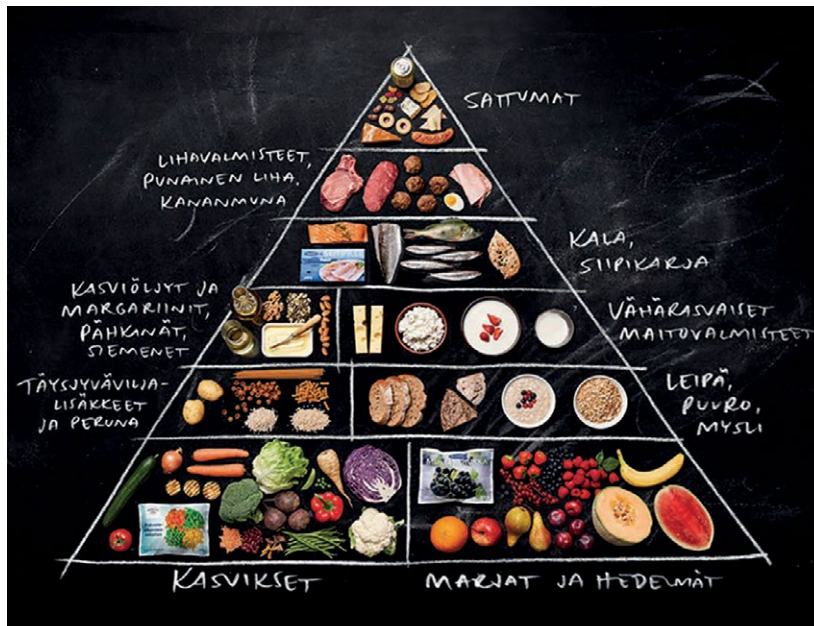 SATTUMAT
LIHAVALMISTEET,
PUNAINEN LIHA,
KANANMUNA
KALA,
SIIPIKARJA
KASVIÖLJYT JA
MARGARIINIT,
PÄHKINÄT,
SIEMENET
VÄHÄRASVAISET
MAITOVALMISTEET
TÄYSJYVÄVILJA-
LISÄKKEET
JA PERUNA
LEIPÄ,
PUURO,
MYSLI
KASVIKSET
MARJAT JA HEDELMÄT